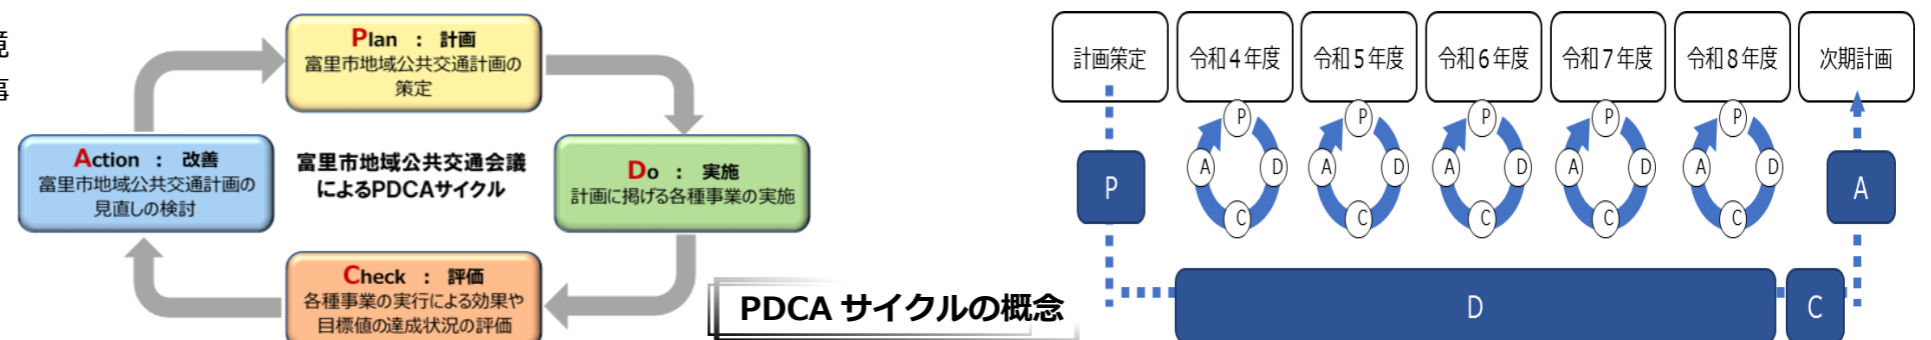 境
事
Plan : 計画
富里市地域公共交通計画の
策定
Action : 改善
富里市地域公共交通計画の
見直しの検討
富里市地域公共交通会議
によるPDCAサイクル
Do : 実施
計画に掲げる各種事業の実施
Check : 評価
各種事業の実行による効果や
目標値の達成状況の評価
PDCA サイクルの概念
計画策定
令和4年度
令和5年度
令和6年度
令和7年度
令和8年度
次期計画
P
P
P
P
P
A
D
A
D
A
D
A
D
A
D
C
C
C
C
C
P
A
D
C